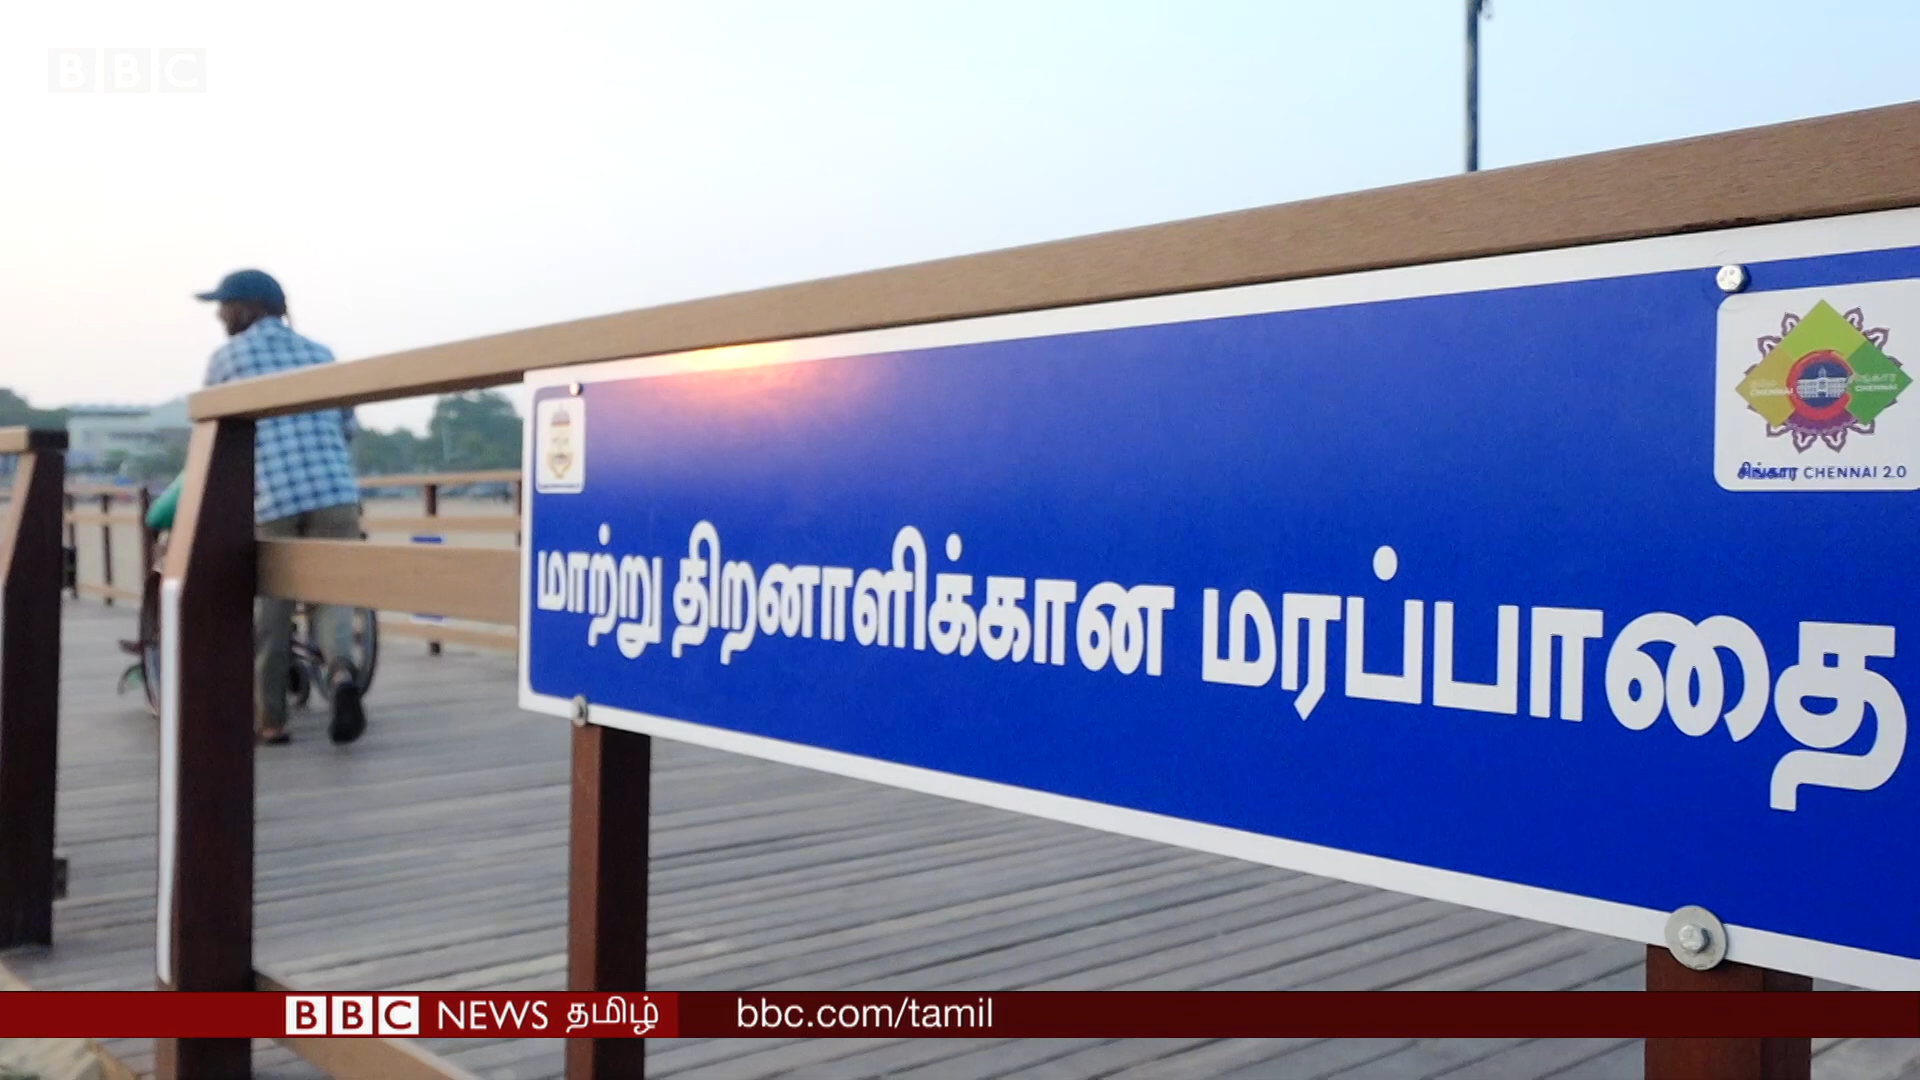 BBC
சிங்கார CHENNAI 2.0
மாற்று திறனாளிக்கான மரப்பாதை
BBC NEWS தமிழ்
bbc.com/tamil